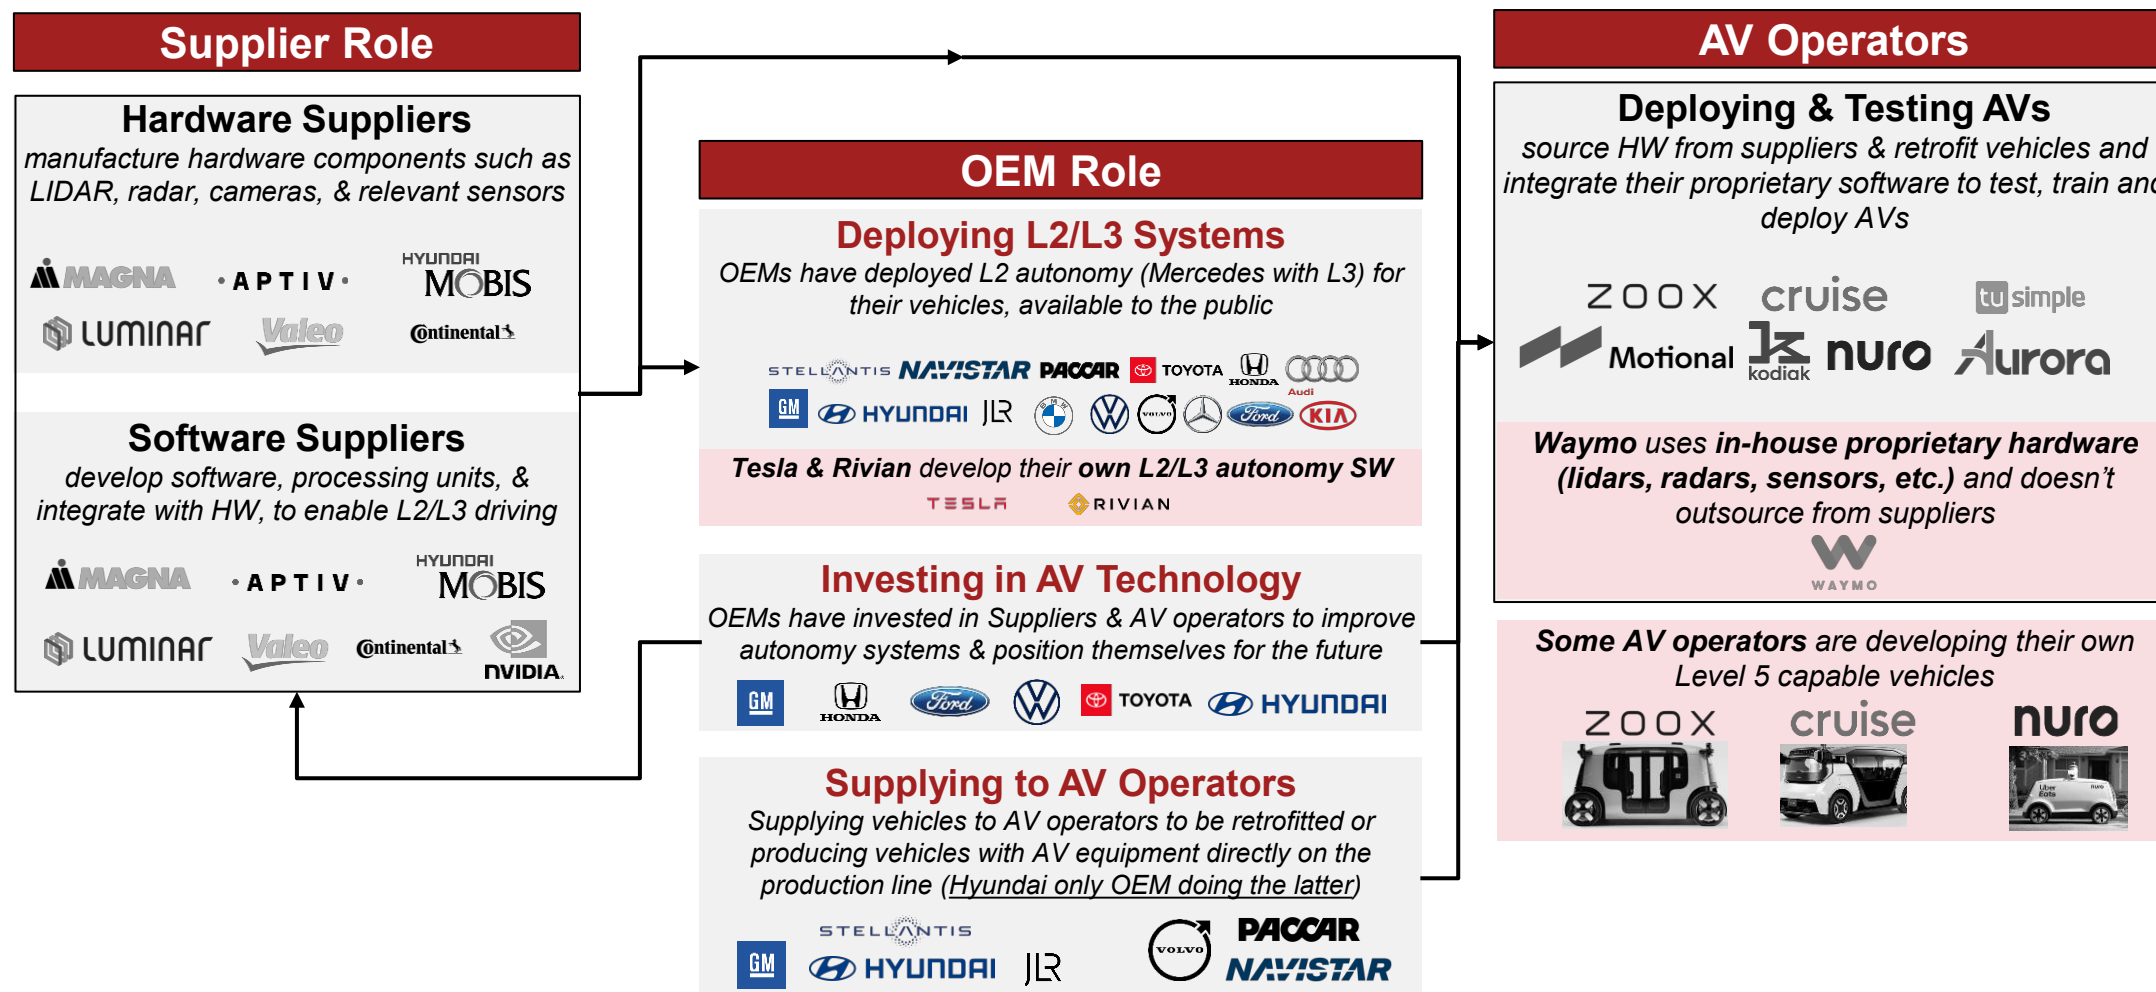 Supplier Role
Hardware Suppliers
manufacture hardware components such as
LIDAR, radar, cameras, & relevant sensors
MAGNA
• APTIV •
HYUNDAI
MOBIS
LUMINAR
Valeo
Continental
Software Suppliers
develop software, processing units, &
integrate with HW, to enable L2/L3 driving
MAGNA
• APTIV •
HYUNDAI
MOBIS
LUMINAR
Valeo
Continental
NVIDIA.
OEM Role
Deploying L2/L3 Systems
OEMs have deployed L2 autonomy (Mercedes with L3) for
their vehicles, available to the public
STELLANTIS NAVISTAR PACCAR TOYOTA HONDA
Audi
GM HYUNDAI JLR BMW VOLVO Ford KIA
Tesla & Rivian develop their own L2/L3 autonomy SW
TESLA RIVIAN
Investing in AV Technology
OEMs have invested in Suppliers & AV operators to improve
autonomy systems & position themselves for the future
GM HONDA Ford TOYOTA HYUNDAI
Supplying to AV Operators
Supplying vehicles to AV operators to be retrofitted or
producing vehicles with AV equipment directly on the
production line (Hyundai only OEM doing the latter)
STELLANTIS
GM HYUNDAI JLR
VOLVO
PACCAR
NAVISTAR
AV Operators
Deploying & Testing AVs
source HW from suppliers & retrofit vehicles and
integrate their proprietary software to test, train and
deploy AVs
ZOOX cruise tu simple
Motional kodiak nuro Aurora
Waymo uses in-house proprietary hardware
(lidars, radars, sensors, etc.) and doesn't
outsource from suppliers
WAYMO
Some AV operators are developing their own
Level 5 capable vehicles
ZOOX cruise nuro
Uber
Eats
nuro